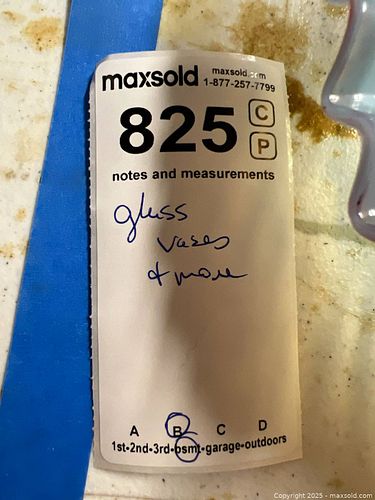 maxsold
maxsold.com
1-877-257-7799
825
C
P
notes and measurements
glass
vases
+ more
A B C D
1st•2nd•3rd•bsmt•garage•outdoors
Copyright 2025 - maxsold.com